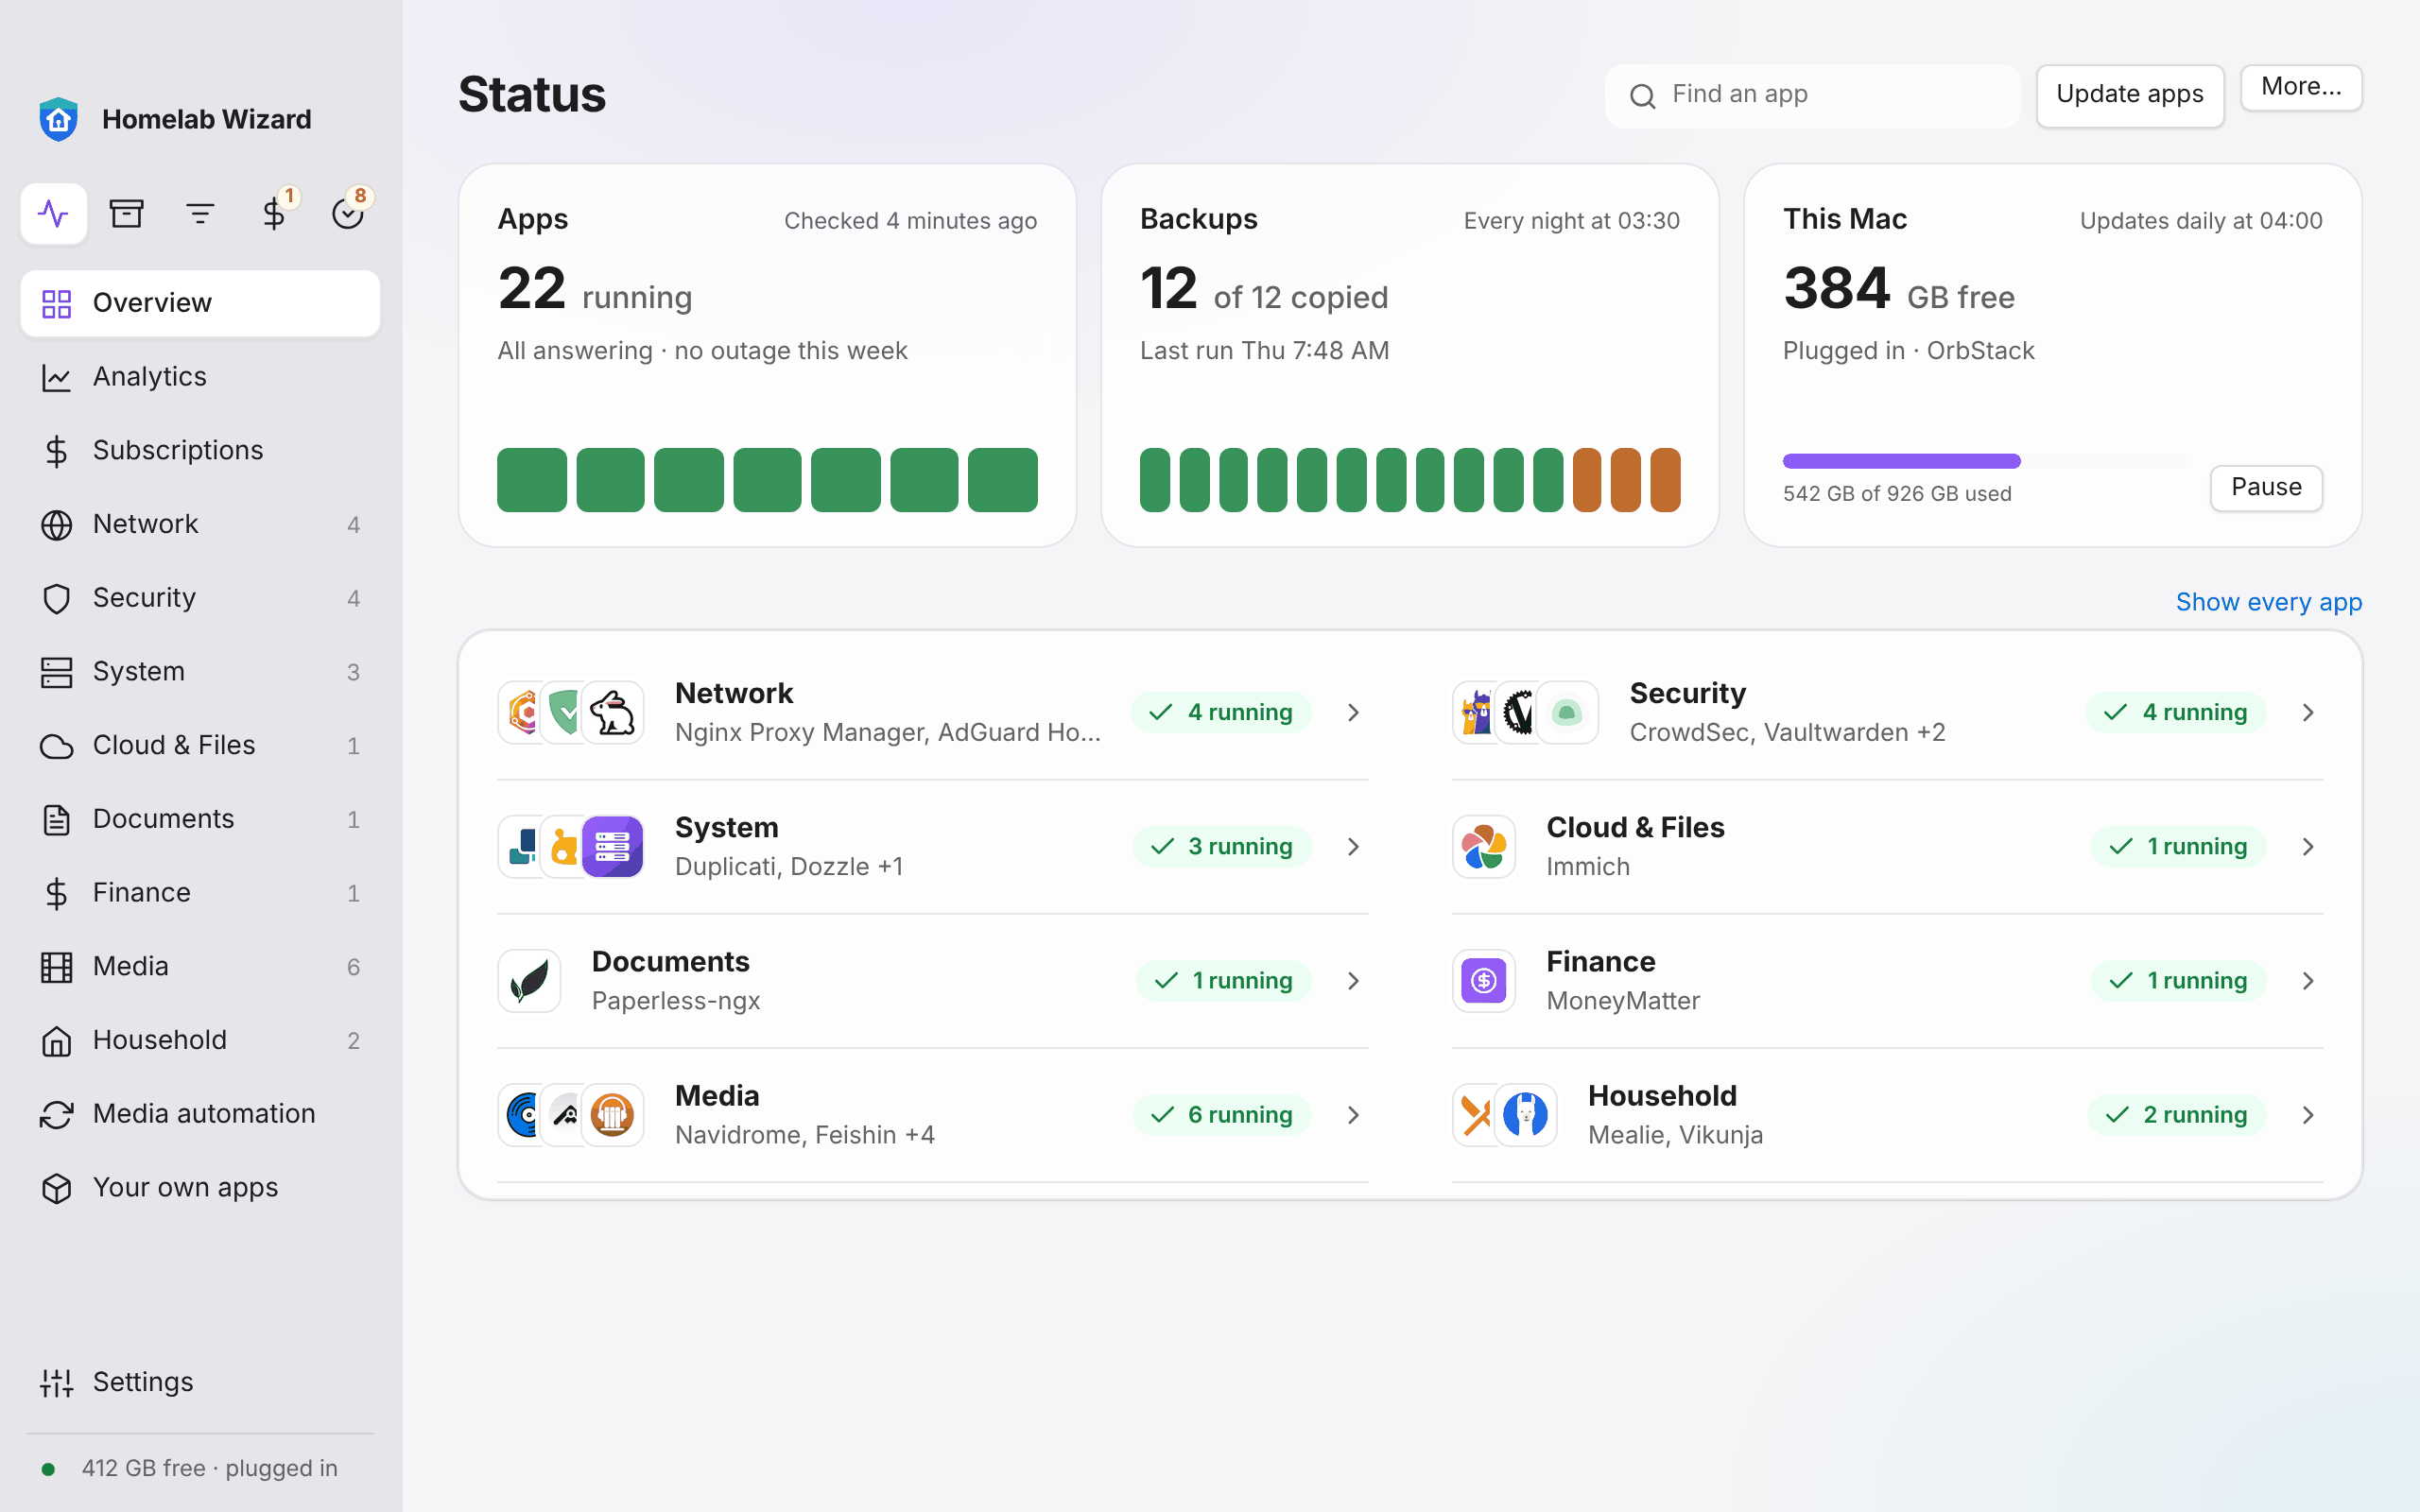 Homelab Wizard
1
8
Overview
Analytics
Subscriptions
Network 4
Security 4
System 3
Cloud & Files 1
Documents 1
Finance 1
Media 6
Household 2
Media automation
Your own apps
Settings
412 GB free · plugged in
Status
Find an app
Update apps
More...
Apps
Checked 4 minutes ago
22 running
All answering · no outage this week
Backups
Every night at 03:30
12 of 12 copied
Last run Thu 7:48 AM
This Mac
Updates daily at 04:00
384 GB free
Plugged in · OrbStack
542 GB of 926 GB used
Pause
Show every app
Network
Nginx Proxy Manager, AdGuard Ho...
4 running
Security
CrowdSec, Vaultwarden +2
4 running
System
Duplicati, Dozzle +1
3 running
Cloud & Files
Immich
1 running
Documents
Paperless-ngx
1 running
Finance
MoneyMatter
1 running
Media
Navidrome, Feishin +4
6 running
Household
Mealie, Vikunja
2 running